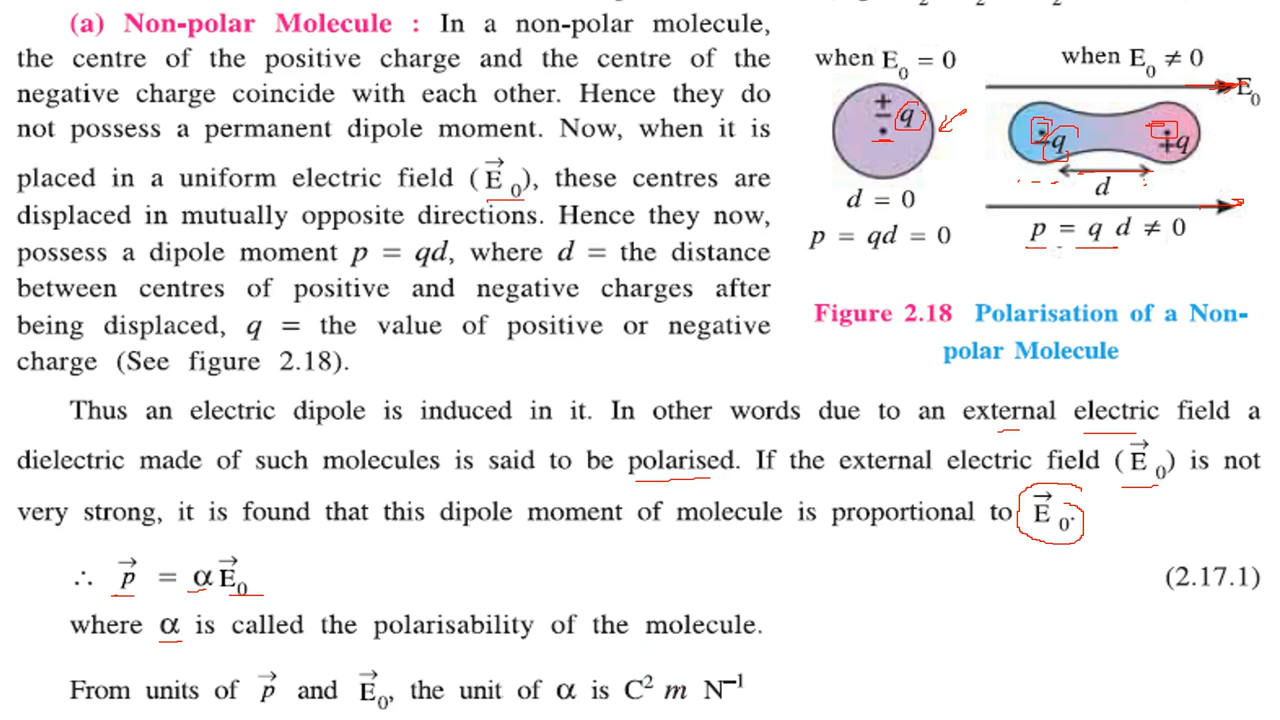 (a) Non-polar Molecule : In a non-polar molecule,
the centre of the positive charge and the centre of the
negative charge coincide with each other. Hence they do
not possess a permanent dipole moment. Now, when it is
placed in a uniform electric field (E⃗₀), these centres are
displaced in mutually opposite directions. Hence they now,
possess a dipole moment p = qd, where d = the distance
between centres of positive and negative charges after
being displaced, q = the value of positive or negative
charge (See figure 2.18).
when E₀ = 0
± q
d = 0
p = qd = 0
when E₀ ≠ 0
E₀
-q +q
d
p = q d ≠ 0
Figure 2.18 Polarisation of a Non-
polar Molecule
Thus an electric dipole is induced in it. In other words due to an external electric field a
dielectric made of such molecules is said to be polarised. If the external electric field (E⃗₀) is not
very strong, it is found that this dipole moment of molecule is proportional to E⃗₀.
∴ p⃗ = αE⃗₀ (2.17.1)
where α is called the polarisability of the molecule.
From units of p⃗ and E⃗₀, the unit of α is C² m N⁻¹